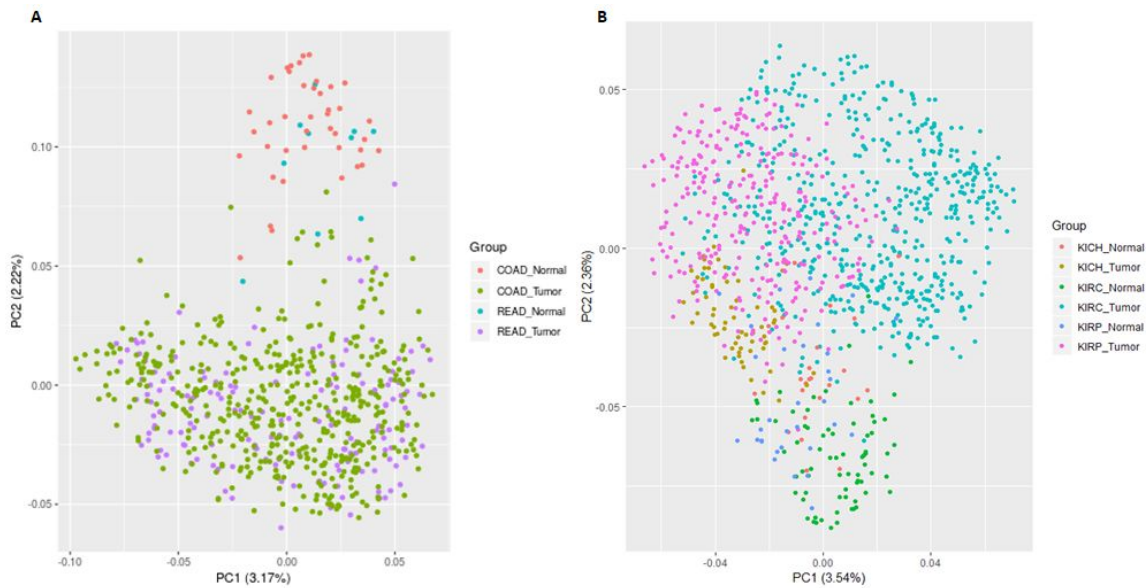 A
PC2 (2.22%)
0.10
0.05
0.00
-0.05
-0.10
-0.05
0.00
0.05
PC1 (3.17%)
Group
COAD_Normal
COAD_Tumor
READ_Normal
READ_Tumor
B
PC2 (2.36%)
0.05
0.00
-0.05
-0.04
0.00
0.04
PC1 (3.54%)
Group
KICH_Normal
KICH_Tumor
KIRC_Normal
KIRC_Tumor
KIRP_Normal
KIRP_Tumor